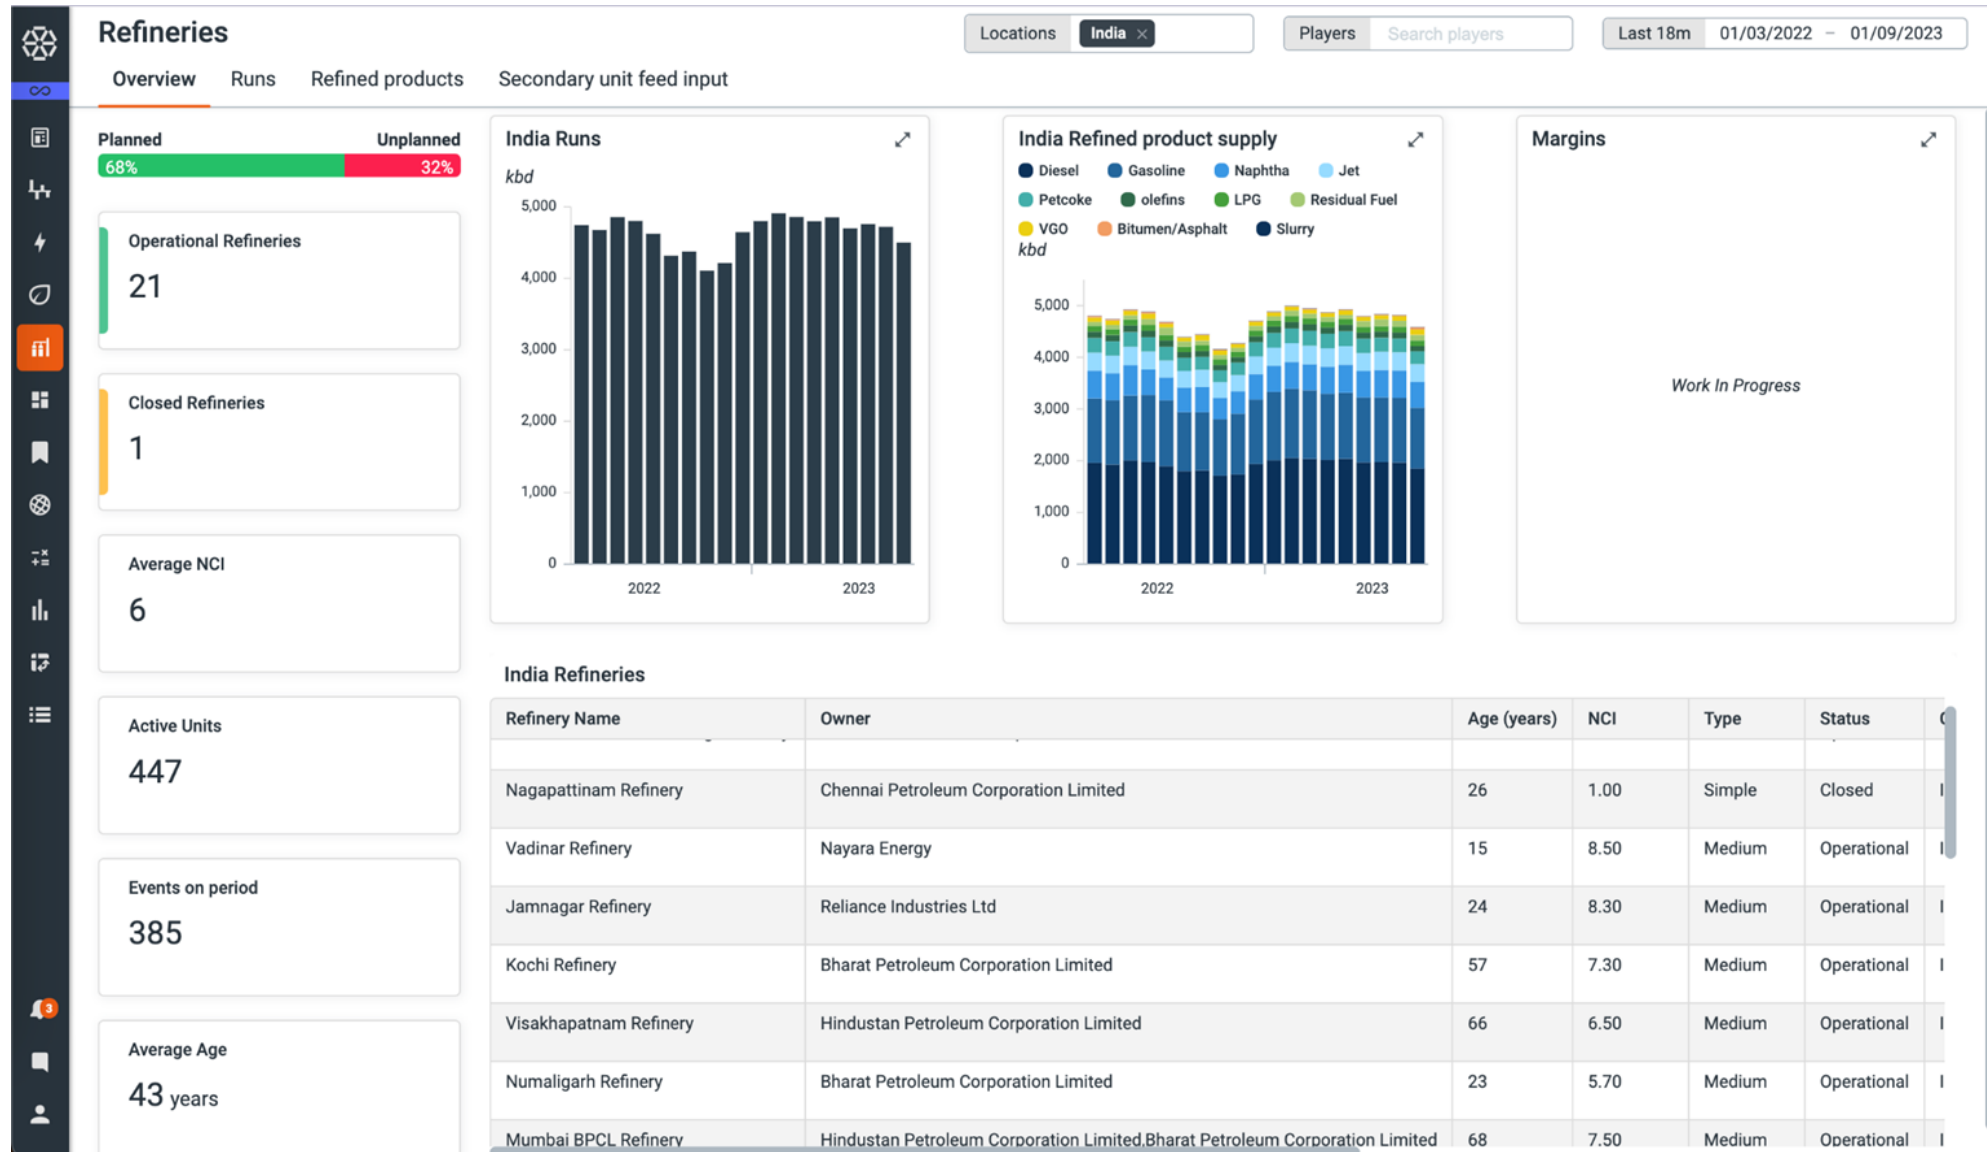 Refineries
Locations India × Players Search players Last 18m 01/03/2022 – 01/09/2023
Overview Runs Refined products Secondary unit feed input
Planned Unplanned
68% 32%
Operational Refineries
21
Closed Refineries
1
Average NCI
6
Active Units
447
Events on period
385
Average Age
43 years
3
India Runs
kbd
5,000
4,000
3,000
2,000
1,000
0
2022 2023
India Refined product supply
Diesel Gasoline Naphtha Jet
Petcoke olefins LPG Residual Fuel
VGO Bitumen/Asphalt Slurry
kbd
5,000
4,000
3,000
2,000
1,000
0
2022 2023
Margins
Work In Progress
India Refineries
Refinery Name Owner Age (years) NCI Type Status
Nagapattinam Refinery Chennai Petroleum Corporation Limited 26 1.00 Simple Closed
Vadinar Refinery Nayara Energy 15 8.50 Medium Operational
Jamnagar Refinery Reliance Industries Ltd 24 8.30 Medium Operational
Kochi Refinery Bharat Petroleum Corporation Limited 57 7.30 Medium Operational
Visakhapatnam Refinery Hindustan Petroleum Corporation Limited 66 6.50 Medium Operational
Numaligarh Refinery Bharat Petroleum Corporation Limited 23 5.70 Medium Operational
Mumbai BPCL Refinery Hindustan Petroleum Corporation Limited,Bharat Petroleum Corporation Limited 68 7.50 Medium Operational